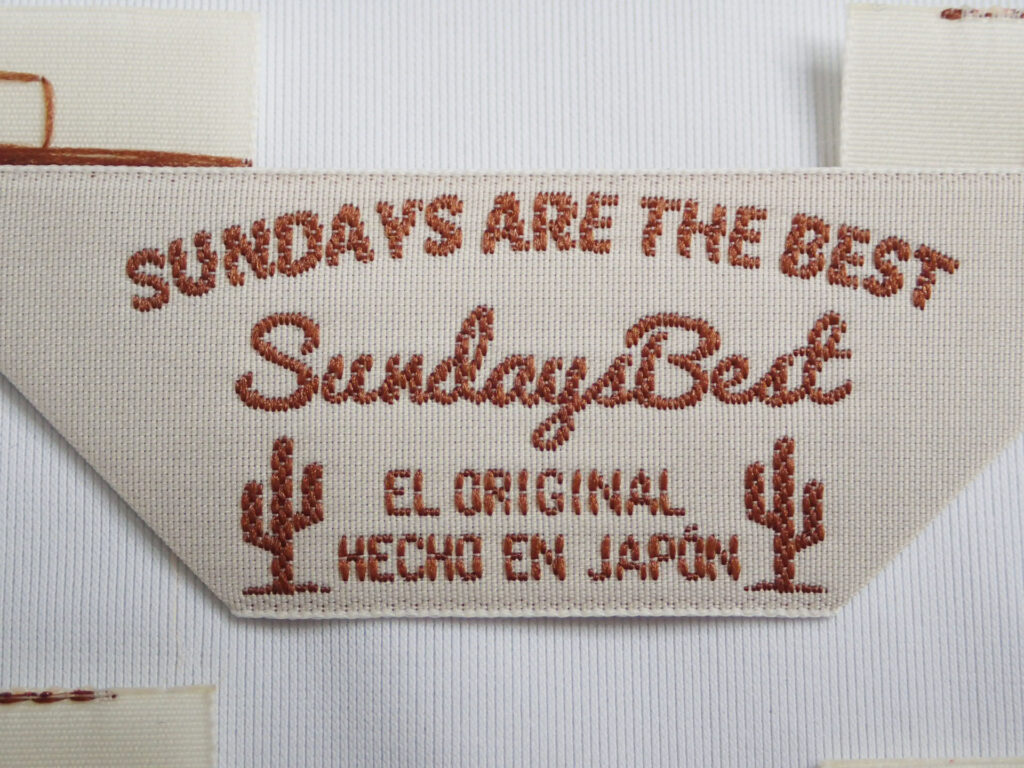 SUNDAYS ARE THE BEST
SundaysBest
EL ORIGINAL
HECHO EN JAPÓN